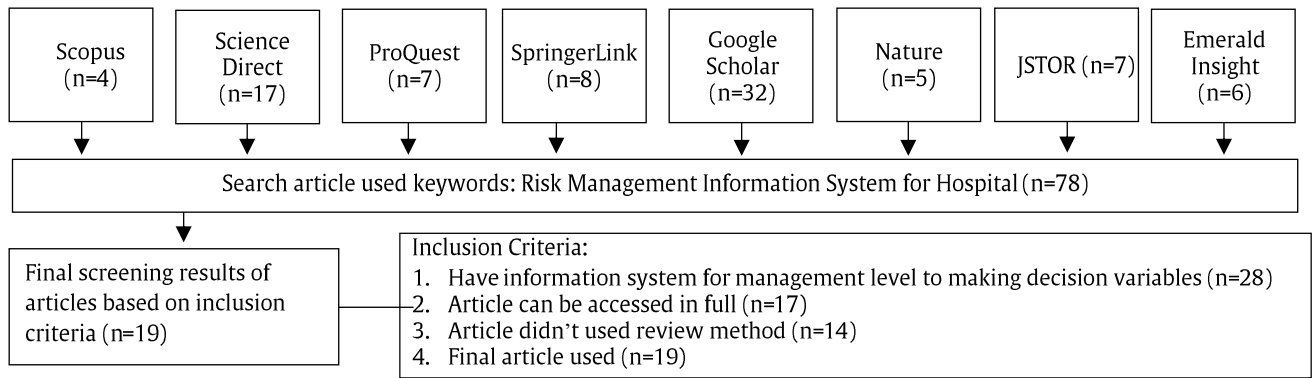 Scopus
(n=4)
Science
Direct
(n=17)
ProQuest
(n=7)
SpringerLink
(n=8)
Google
Scholar
(n=32)
Nature
(n=5)
JSTOR (n=7)
Emerald
Insight
(n=6)
Search article used keywords: Risk Management Information System for Hospital (n=78)
Final screening results of
articles based on inclusion
criteria (n=19)
Inclusion Criteria:
1. Have information system for management level to making decision variables (n=28)
2. Article can be accessed in full (n=17)
3. Article didn't used review method (n=14)
4. Final article used (n=19)